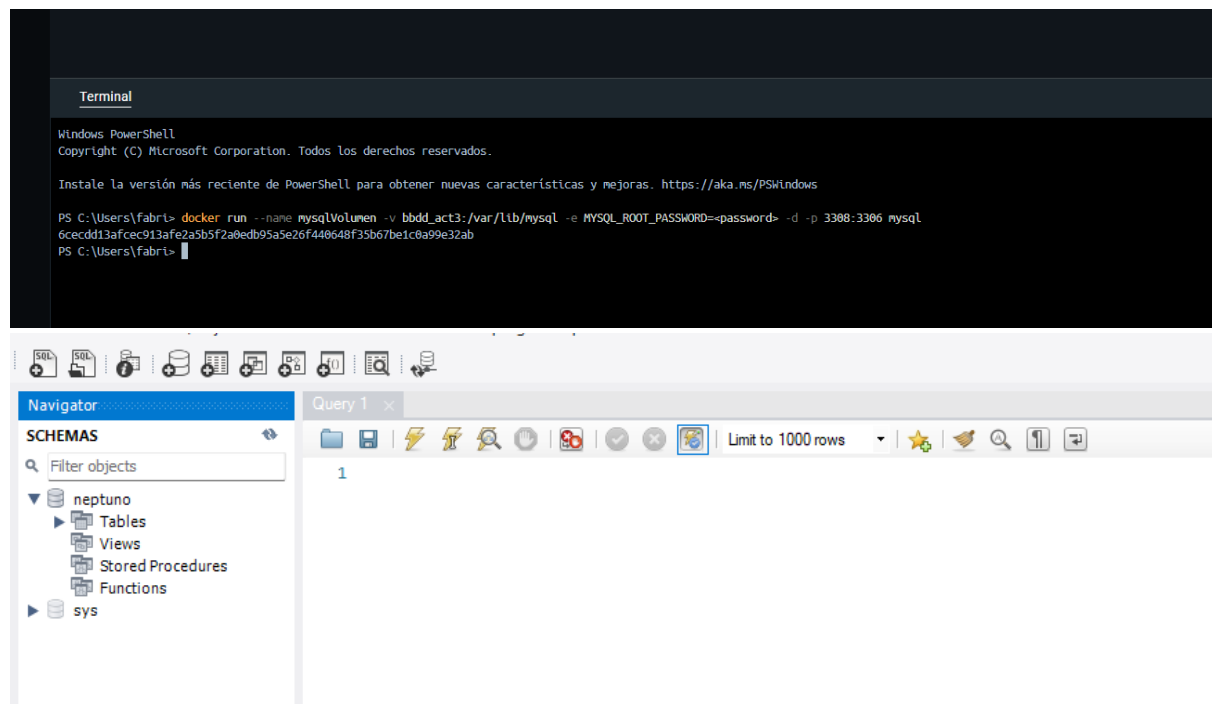 Terminal
Windows PowerShell
Copyright (C) Microsoft Corporation. Todos los derechos reservados.
Instale la versión más reciente de PowerShell para obtener nuevas características y mejoras. https://aka.ms/PSWindows
PS C:\Users\fabri> docker run --name mysqlVolumen -v bbdd_act3:/var/lib/mysql -e MYSQL_ROOT_PASSWORD=<password> -d -p 3308:3306 mysql
6cecdd13afcec913afe2a5b5f2a0edb95a5e26f440648f35b67be1c0a99e32ab
PS C:\Users\fabri>
SQL SQL
Navigator
Query 1
SCHEMAS
Limit to 1000 rows
Filter objects
1
neptuno
Tables
Views
Stored Procedures
Functions
sys